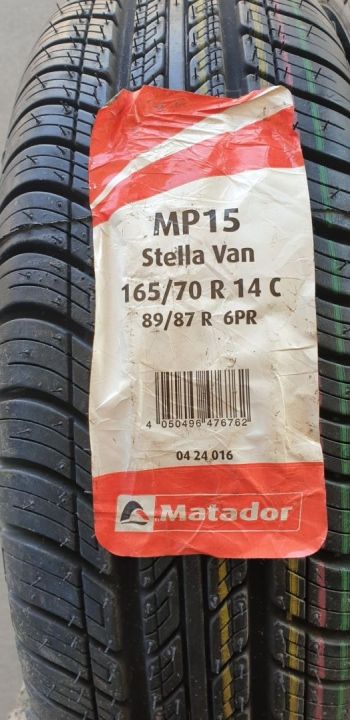 MP15
Stella Van
165/70 R 14 C
89/87 R 6PR
4 050496 476762
04 24 016
Matador